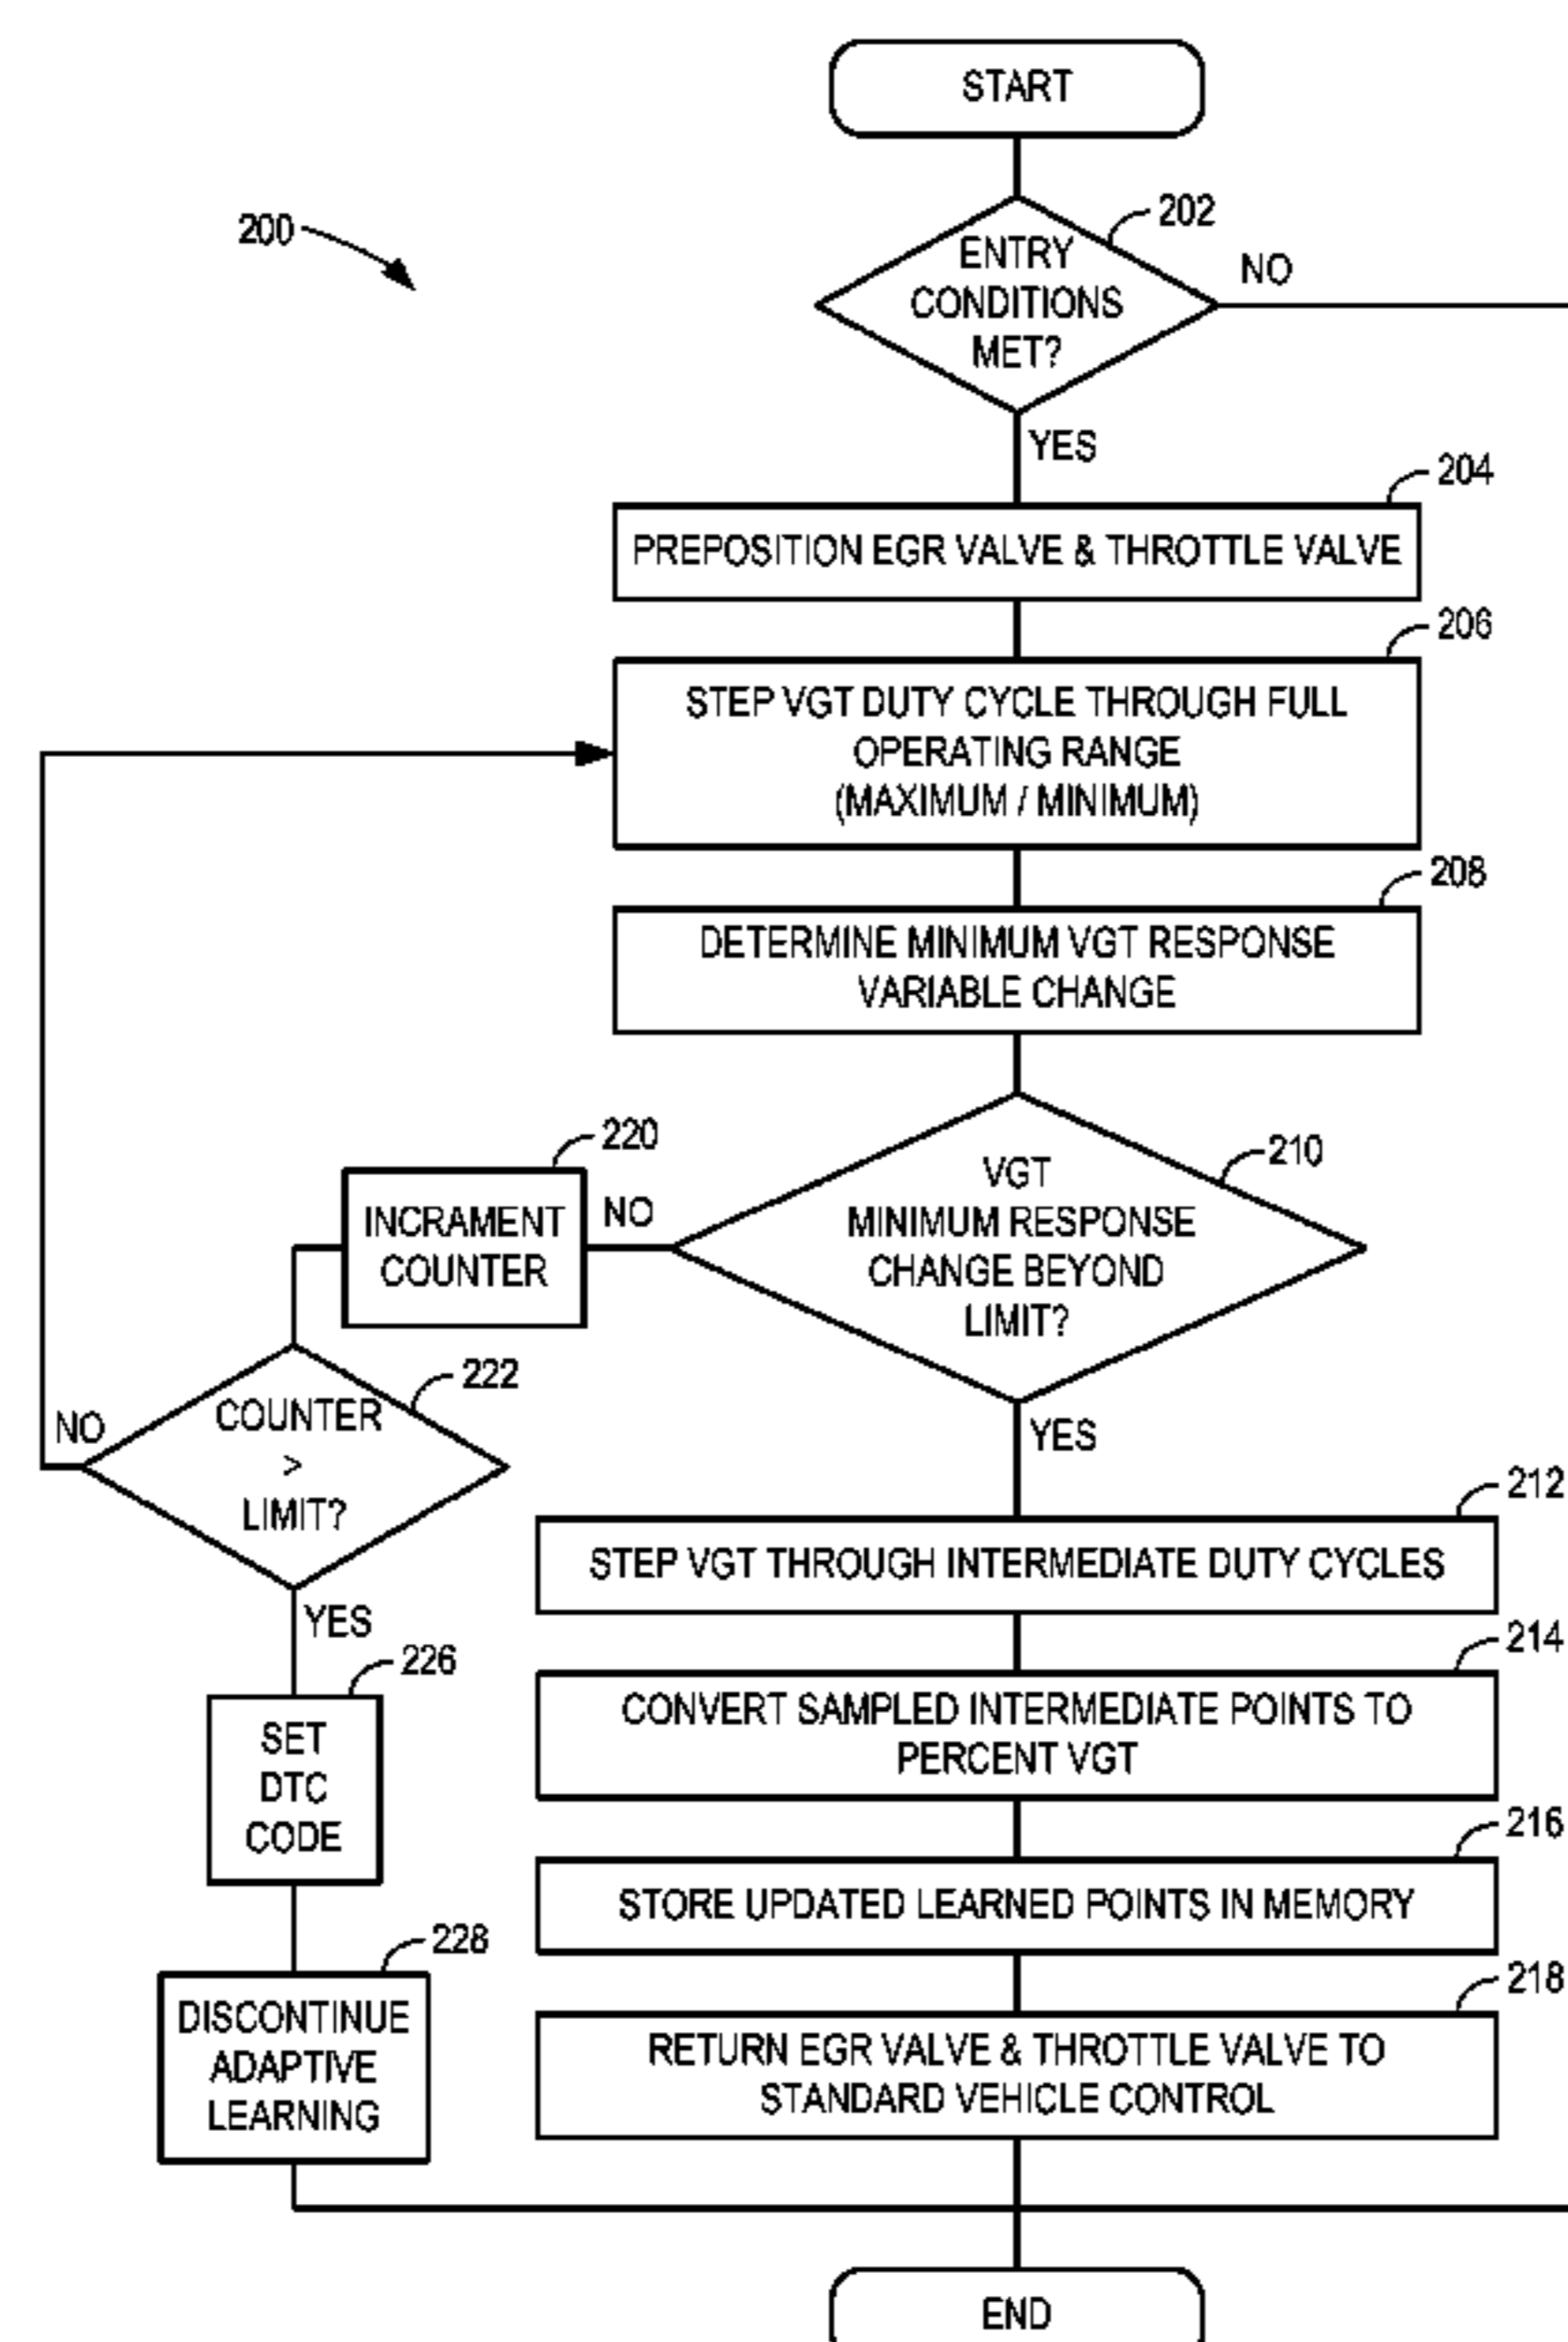 START
200
202
ENTRY
CONDITIONS
MET?
NO
YES
204
PREPOSITION EGR VALVE & THROTTLE VALVE
206
STEP VGT DUTY CYCLE THROUGH FULL
OPERATING RANGE
(MAXIMUM / MINIMUM)
208
DETERMINE MINIMUM VGT RESPONSE
VARIABLE CHANGE
210
VGT
MINIMUM RESPONSE
CHANGE BEYOND
LIMIT?
NO
220
INCRAMENT
COUNTER
222
COUNTER
>
LIMIT?
NO
YES
226
SET
DTC
CODE
228
DISCONTINUE
ADAPTIVE
LEARNING
YES
212
STEP VGT THROUGH INTERMEDIATE DUTY CYCLES
214
CONVERT SAMPLED INTERMEDIATE POINTS TO
PERCENT VGT
216
STORE UPDATED LEARNED POINTS IN MEMORY
218
RETURN EGR VALVE & THROTTLE VALVE TO
STANDARD VEHICLE CONTROL
END